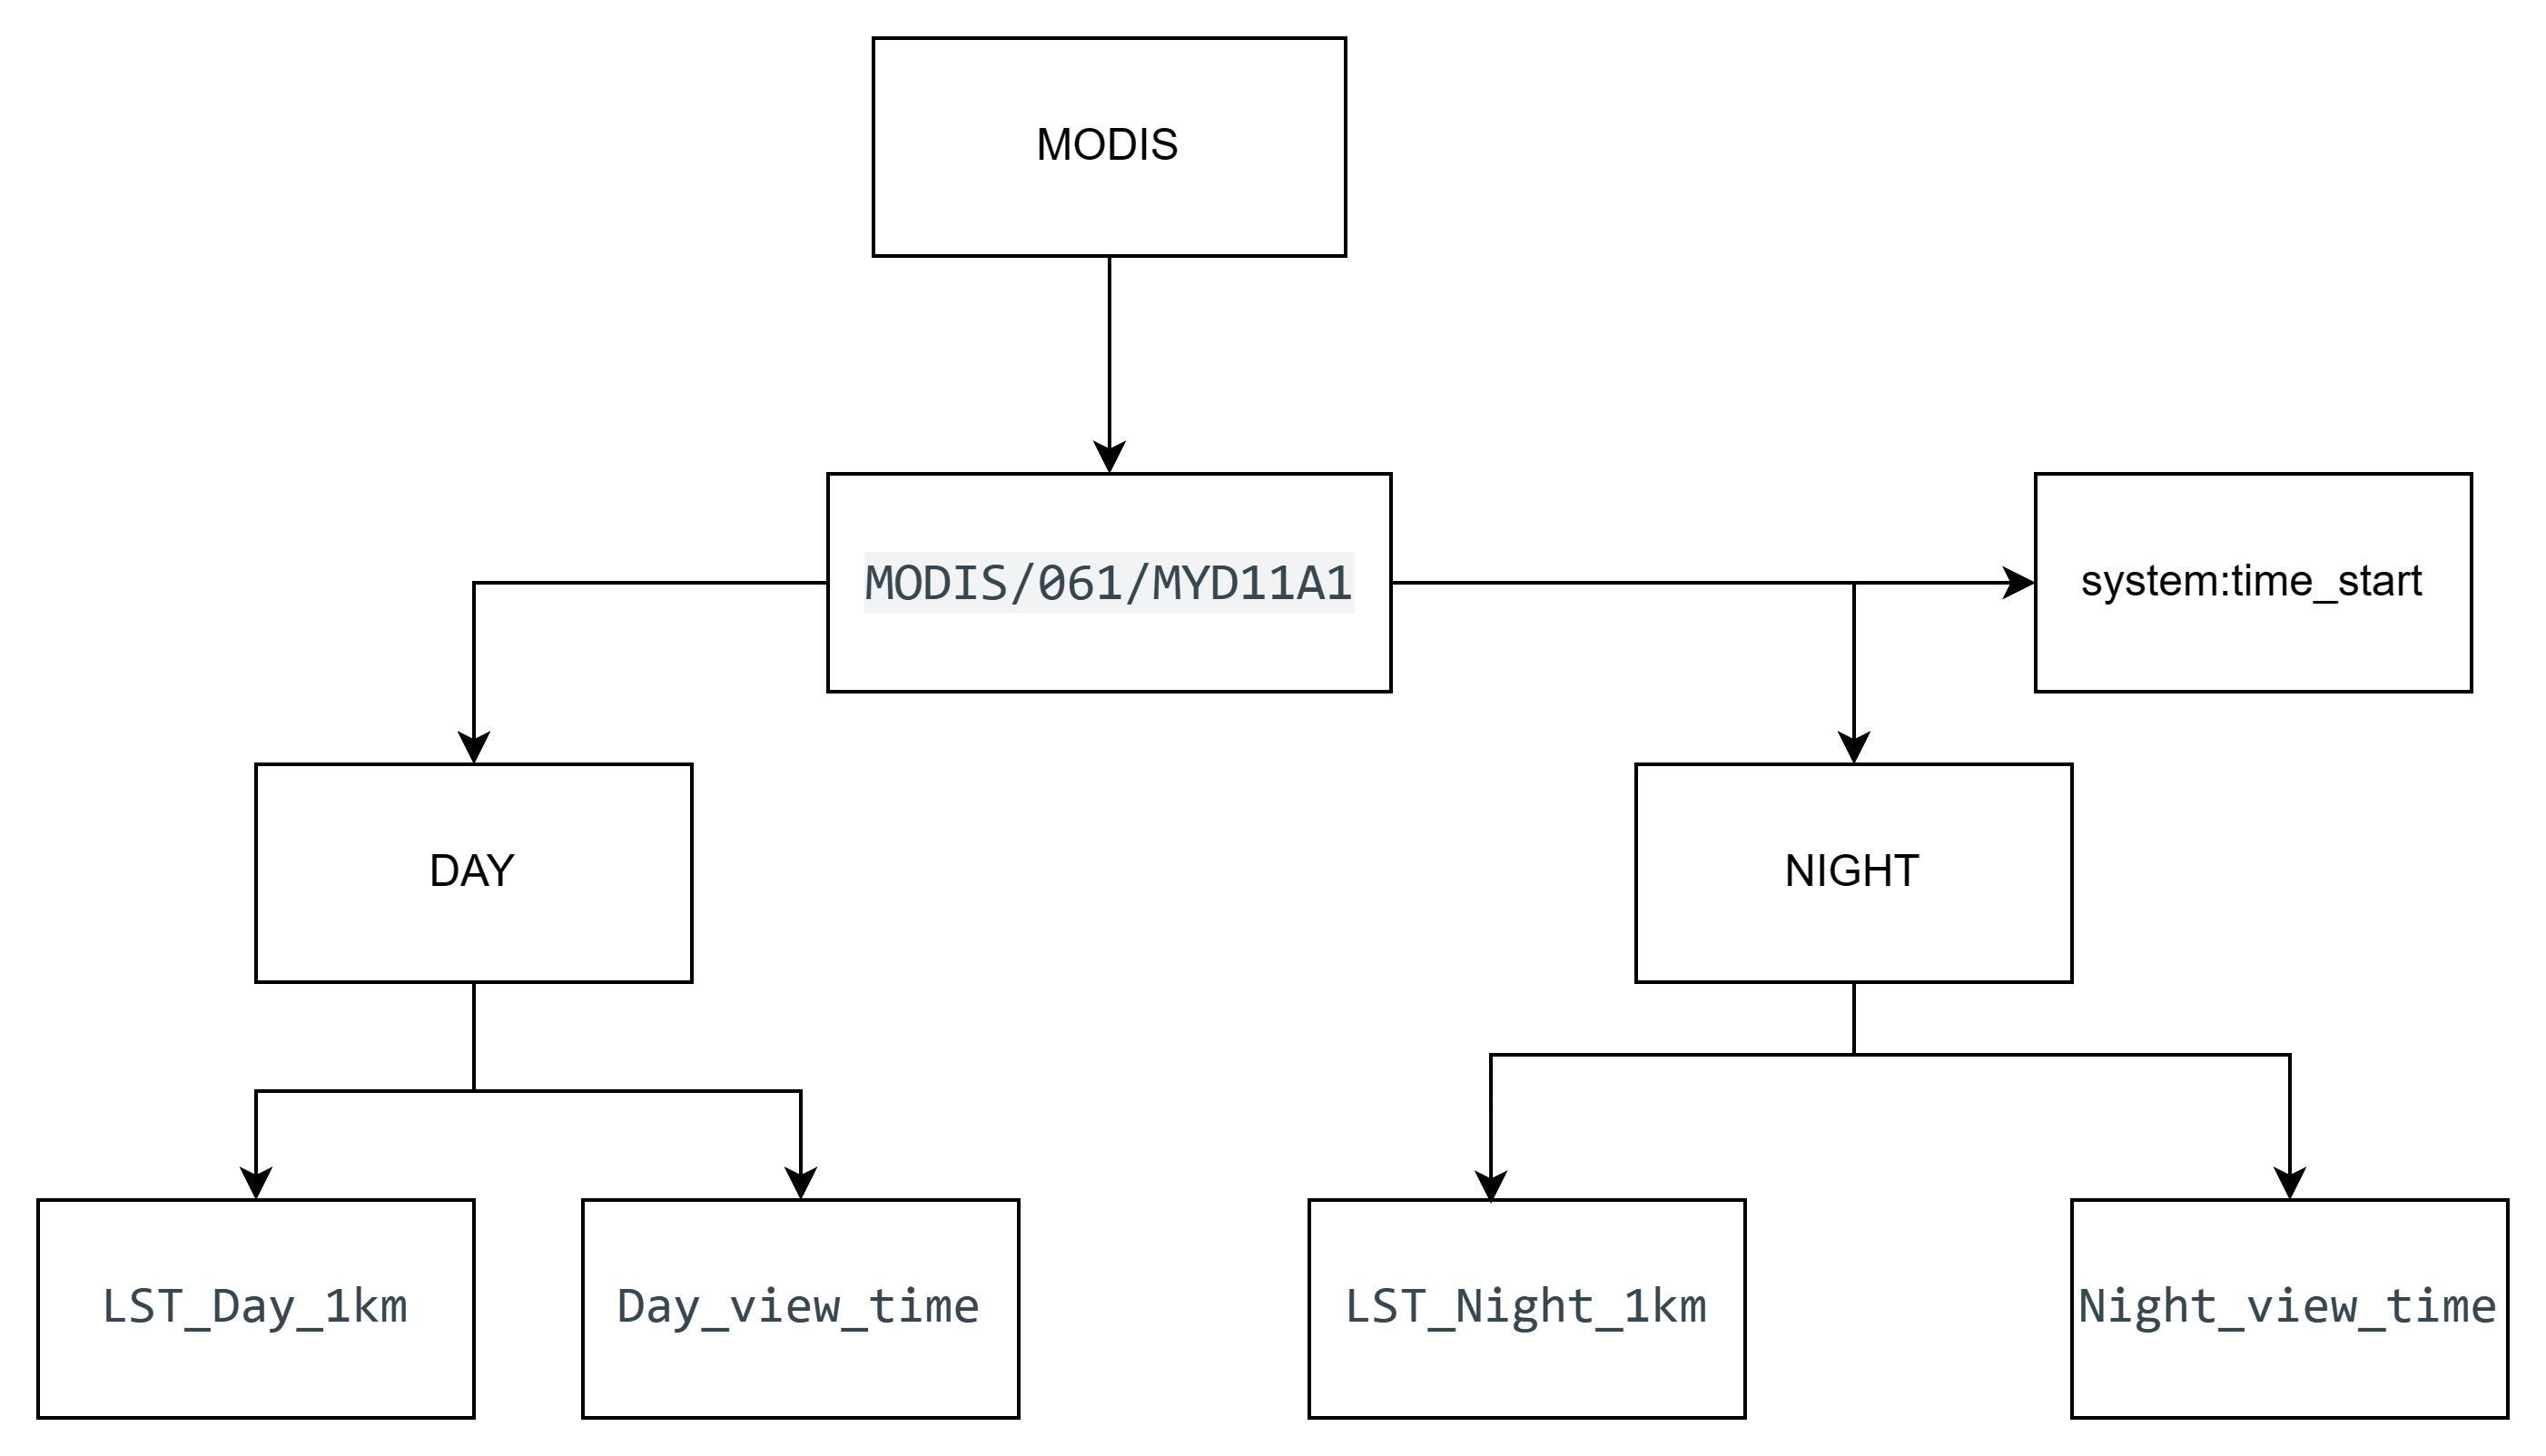 MODIS
MODIS/061/MYD11A1
system:time_start
DAY
NIGHT
LST_Day_1km
Day_view_time
LST_Night_1km
Night_view_time